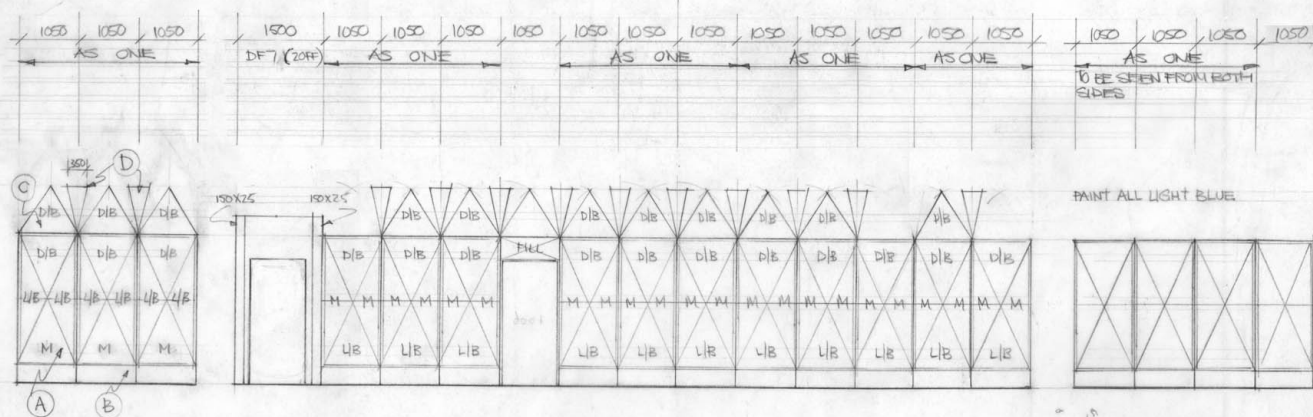 1050 1050 1050 1500 1050 1050 1050 1050 1050 1050 1050 1050 1050 1050 1050 1050 1050 1050 1050 1050
AS ONE DF7 (2OFF) AS ONE AS ONE AS ONE AS ONE AS ONE
TO BE SEEN FROM BOTH
SIDES
350 D
C 150X25 150X25 PAINT ALL LIGHT BLUE
D/B D/B D/B D/B D/B D/B D/B D/B D/B D/B D/B
FILL
D/B D/B D/B D/B D/B D/B D/B D/B D/B D/B D/B D/B D/B D/B
L/B L/B L/B L/B L/B L/B M M M M M M M M M M M M M M M M M M M M M M
M M M L/B L/B L/B L/B L/B L/B L/B L/B L/B L/B L/B
A B